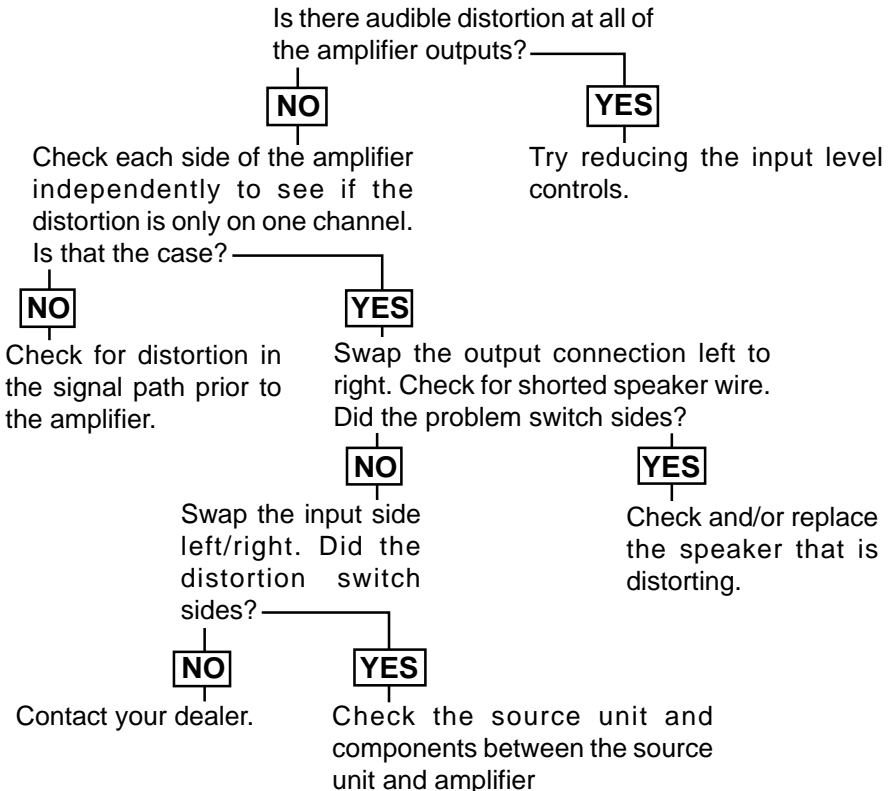 Is there audible distortion at all of
the amplifier outputs?
NO
YES
Check each side of the amplifier
independently to see if the
distortion is only on one channel.
Is that the case?
Try reducing the input level
controls.
NO
YES
Check for distortion in
the signal path prior to
the amplifier.
Swap the output connection left to
right. Check for shorted speaker wire.
Did the problem switch sides?
NO
YES
Swap the input side
left/right. Did the
distortion switch
sides?
Check and/or replace
the speaker that is
distorting.
NO
YES
Contact your dealer.
Check the source unit and
components between the source
unit and amplifier